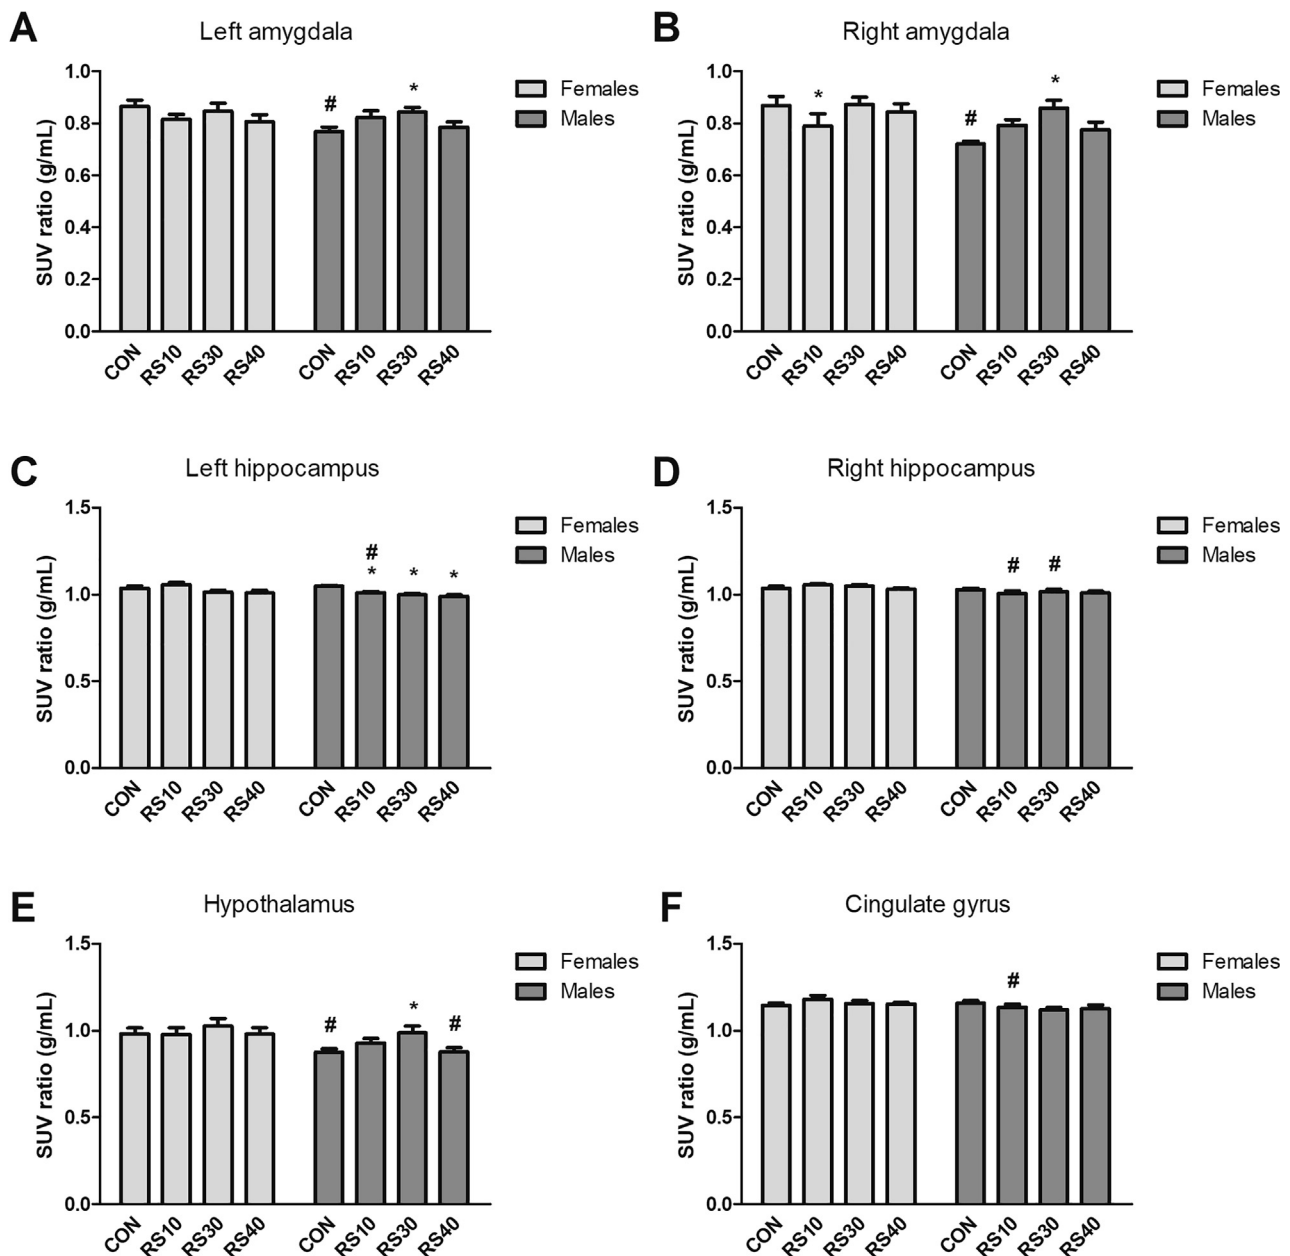 A
Left amygdala
1.0
0.8
0.6
0.4
0.2
0.0
SUV ratio (g/mL)
#
*
CON
RS10
RS30
RS40
CON
RS10
RS30
RS40
Females
Males
B
Right amygdala
1.0
0.8
0.6
0.4
0.2
0.0
SUV ratio (g/mL)
*
#
*
CON
RS10
RS30
RS40
CON
RS10
RS30
RS40
Females
Males
C
Left hippocampus
1.5
1.0
0.5
0.0
SUV ratio (g/mL)
#
* * *
CON
RS10
RS30
RS40
CON
RS10
RS30
RS40
Females
Males
D
Right hippocampus
1.5
1.0
0.5
0.0
SUV ratio (g/mL)
# #
CON
RS10
RS30
RS40
CON
RS10
RS30
RS40
Females
Males
E
Hypothalamus
1.5
1.0
0.5
0.0
SUV ratio (g/mL)
#
*
#
CON
RS10
RS30
RS40
CON
RS10
RS30
RS40
Females
Males
F
Cingulate gyrus
1.5
1.0
0.5
0.0
SUV ratio (g/mL)
#
CON
RS10
RS30
RS40
CON
RS10
RS30
RS40
Females
Males